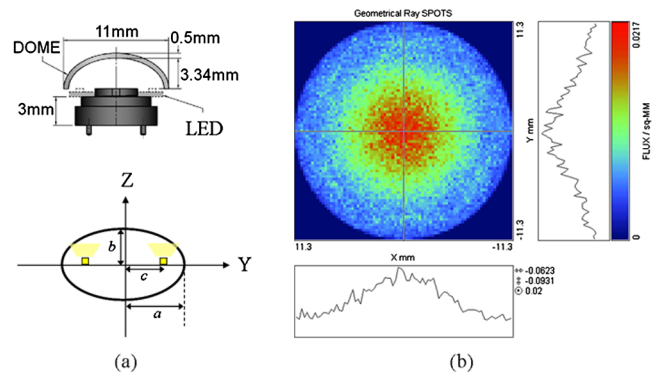 11mm
0.5mm
DOME
3.34mm
3mm
LED
Z
b
c
Y
a
(a)
Geometrical Ray SPOTS
11.3
Y mm
-11.3
11.3
-11.3
X mm
-0.0623
-0.0931
0.02
0.0217
FLUX / sq-MM
0
(b)